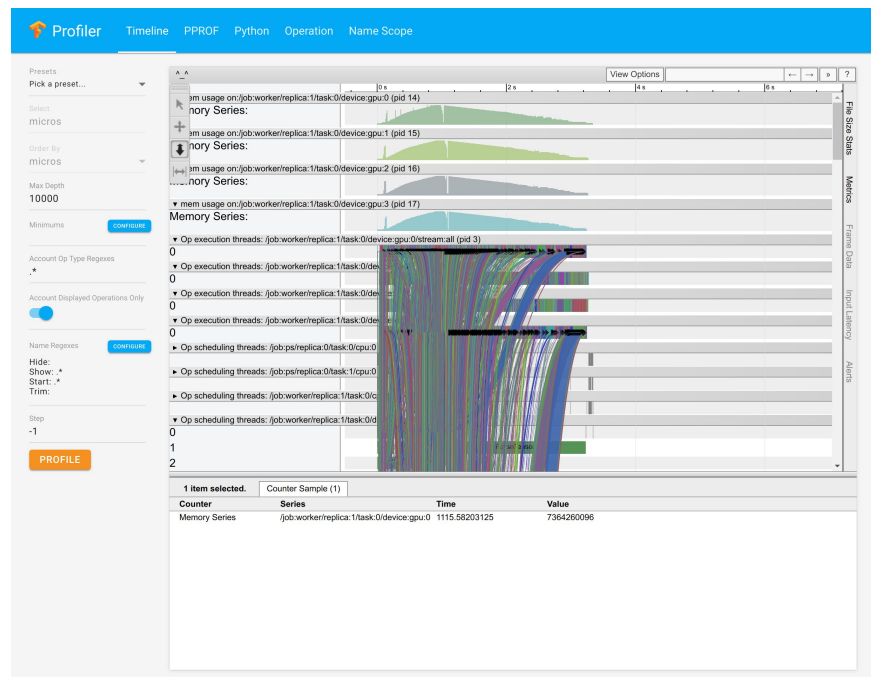 Profiler
Timeline PPROF Python Operation Name Scope
Presets
Pick a preset...
Select
micros
Order By
micros
Max Depth
10000
Minimums
CONFIGURE
Account Op Type Regexes
.*
Account Displayed Operations Only
Name Regexes
CONFIGURE
Hide:
Show: .*
Start: .*
Trim:
Step
-1
PROFILE
^_^
View Options
← → » ?
0 s 2 s 4 s 6 s
em usage on:/job:worker/replica:1/task:0/device:gpu:0 (pid 14)
mory Series:
em usage on:/job:worker/replica:1/task:0/device:gpu:1 (pid 15)
mory Series:
em usage on:/job:worker/replica:1/task:0/device:gpu:2 (pid 16)
Series:
▾ mem usage on:/job:worker/replica:1/task:0/device:gpu:3 (pid 17)
Memory Series:
▾ Op execution threads: /job:worker/replica:1/task:0/device:gpu:0/stream:all (pid 3)
0
▾ Op execution threads: /job:worker/replica:1/task:0/de
0
▾ Op execution threads: /job:worker/replica:1/task:0/de
0
▾ Op execution threads: /job:worker/replica:1/task:0/de
0
▸ Op scheduling threads: /job:ps/replica:0/task:0/cpu:0
▸ Op scheduling threads: /job:ps/replica:0/task:1/cpu:0
▸ Op scheduling threads: /job:worker/replica:1/task:0/c
▾ Op scheduling threads: /job:worker/replica:1/task:0/d
0
1
2
File Size Stats
Metrics
Frame Data
Input Latency
Alerts
1 item selected. Counter Sample (1)
Counter Series Time Value
Memory Series /job:worker/replica:1/task:0/device:gpu:0 1115.58203125 7364260096